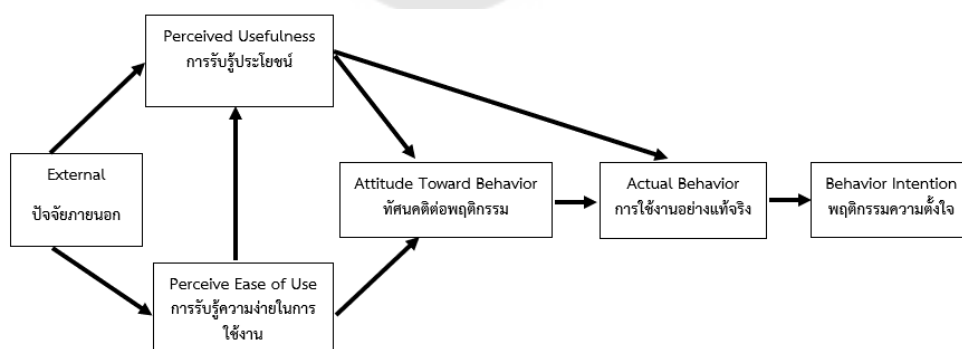 Perceived Usefulness
การรับรู้ประโยชน์
External
ปัจจัยภายนอก
Attitude Toward Behavior
ทัศนคติต่อพฤติกรรม
Actual Behavior
การใช้งานอย่างแท้จริง
Behavior Intention
พฤติกรรมความตั้งใจ
Perceive Ease of Use
การรับรู้ความง่ายในการ
ใช้งาน